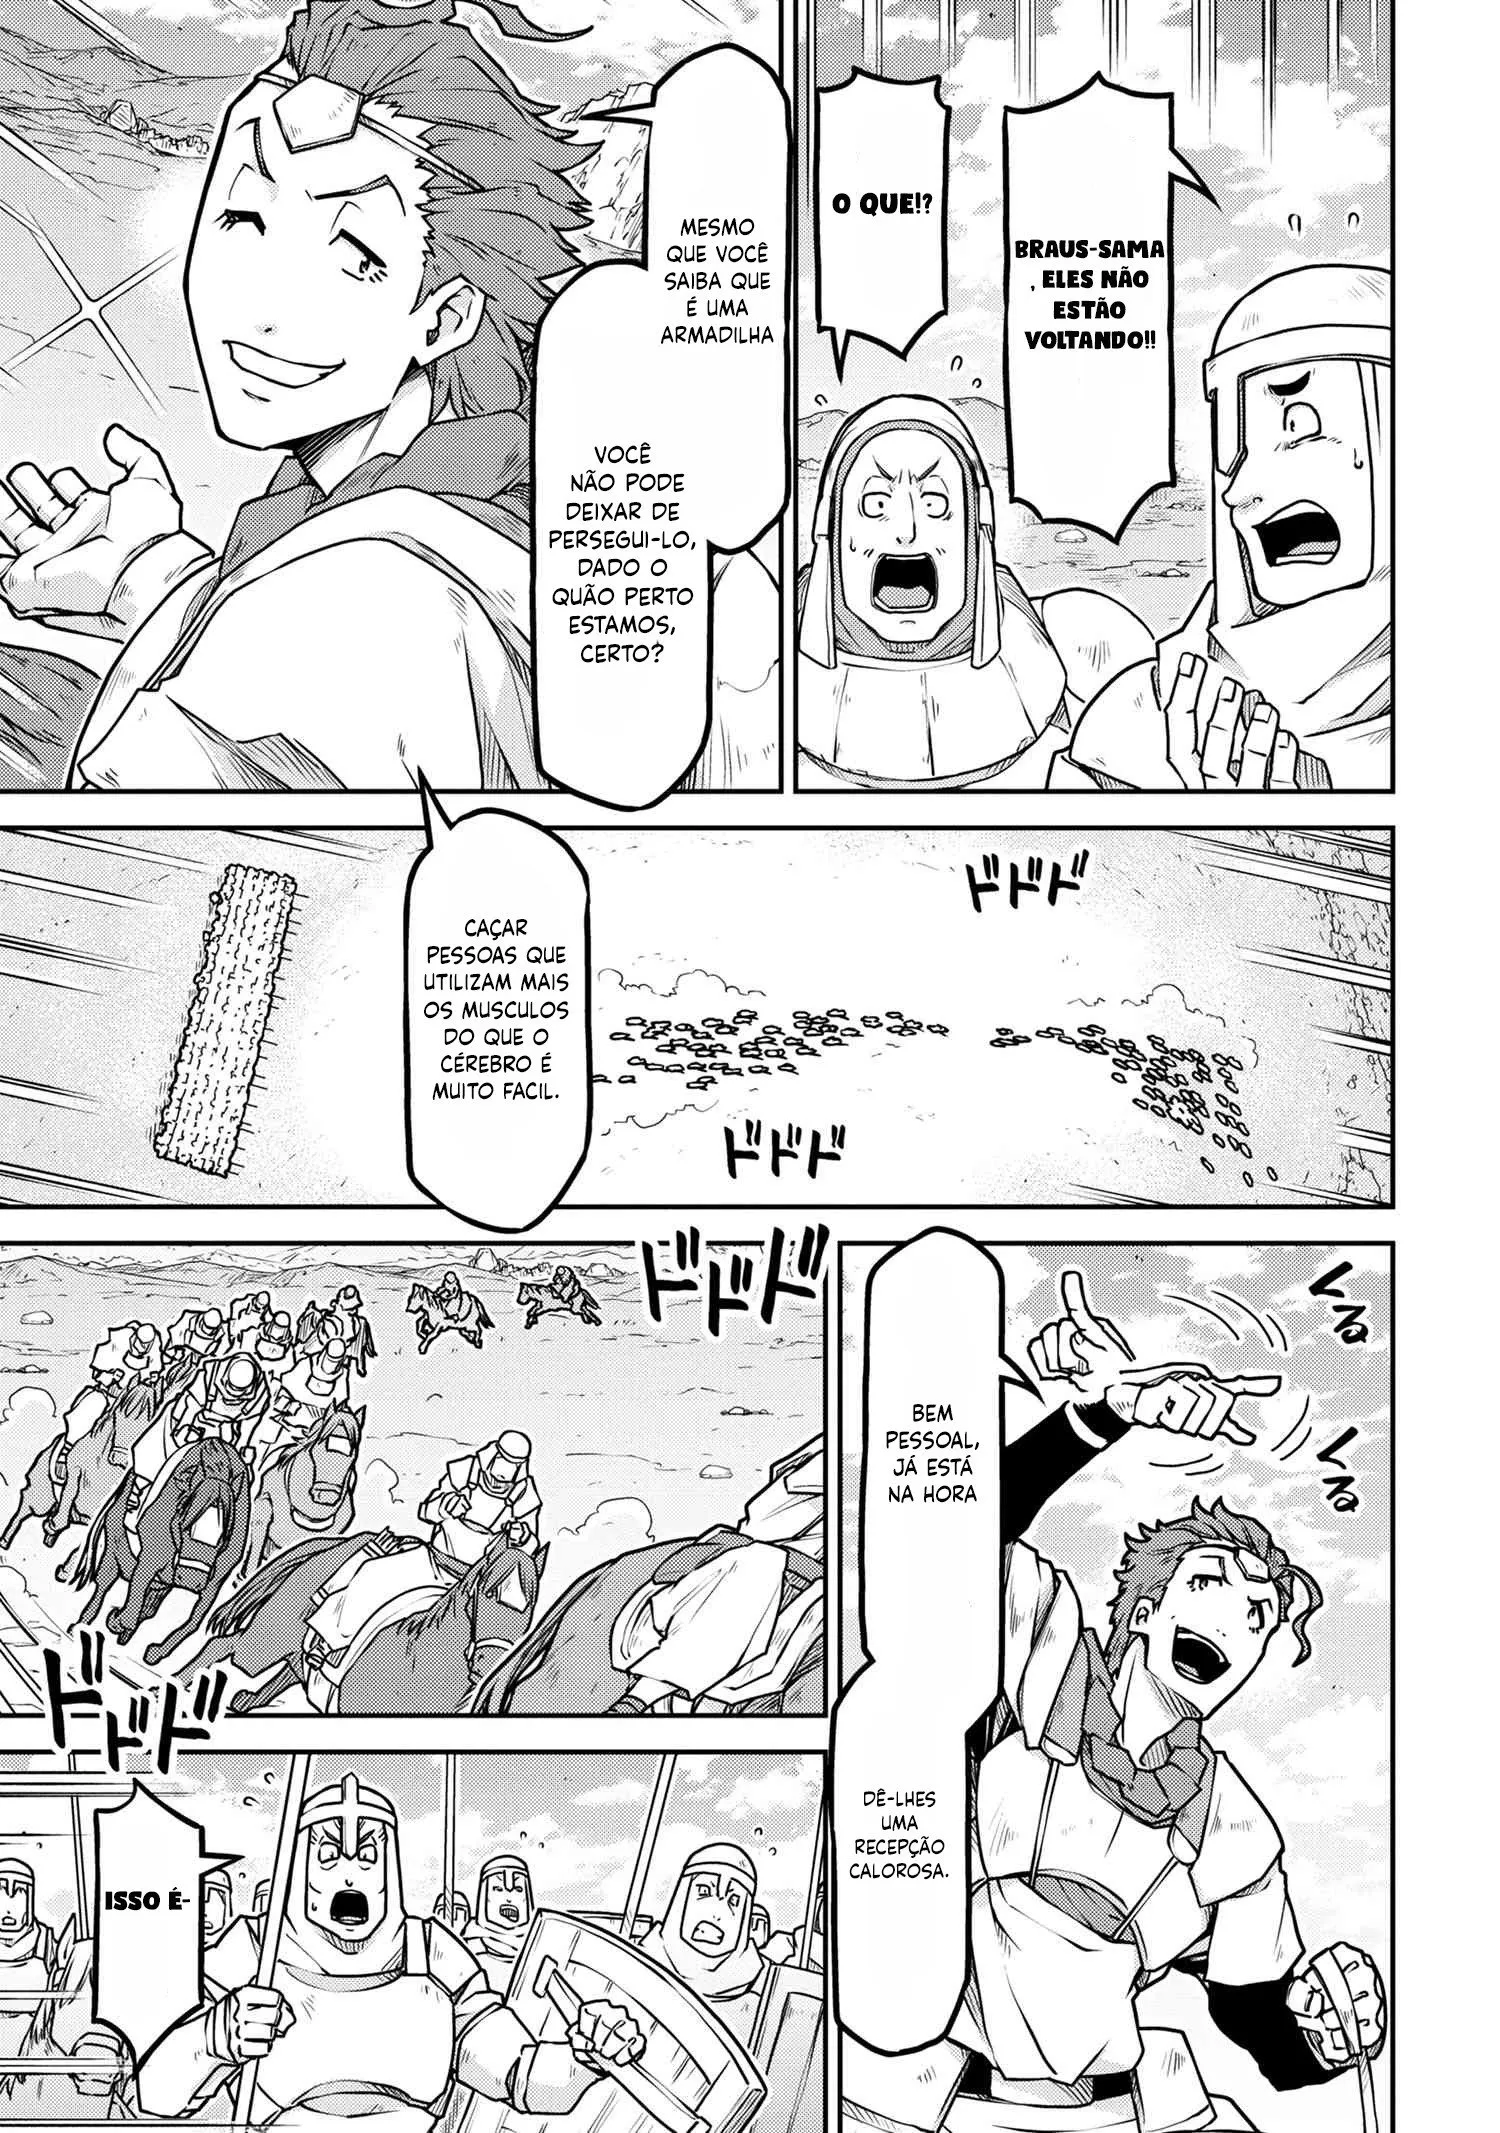 BRAUS-SAMA
, ELES NÃO
ESTÃO
VOLTANDO!!
O QUE!?
MESMO
QUE VOCÊ
SAIBA QUE
É UMA
ARMADILHA
VOCÊ
NÃO PODE
DEIXAR DE
PERSEGUI-LO,
DADO O
QUÃO PERTO
ESTAMOS,
CERTO?
ドドド
CAÇAR
PESSOAS QUE
UTILIZAM MAIS
OS MUSCULOS
DO QUE O
CÉREBRO É
MUITO FACIL.
ドドド
くる
くる
BEM
PESSOAL,
JÁ ESTÁ
NA HORA
DÊ-LHES
UMA
RECEPÇÃO
CALOROSA.
ドドド
ドドド
ISSO É-